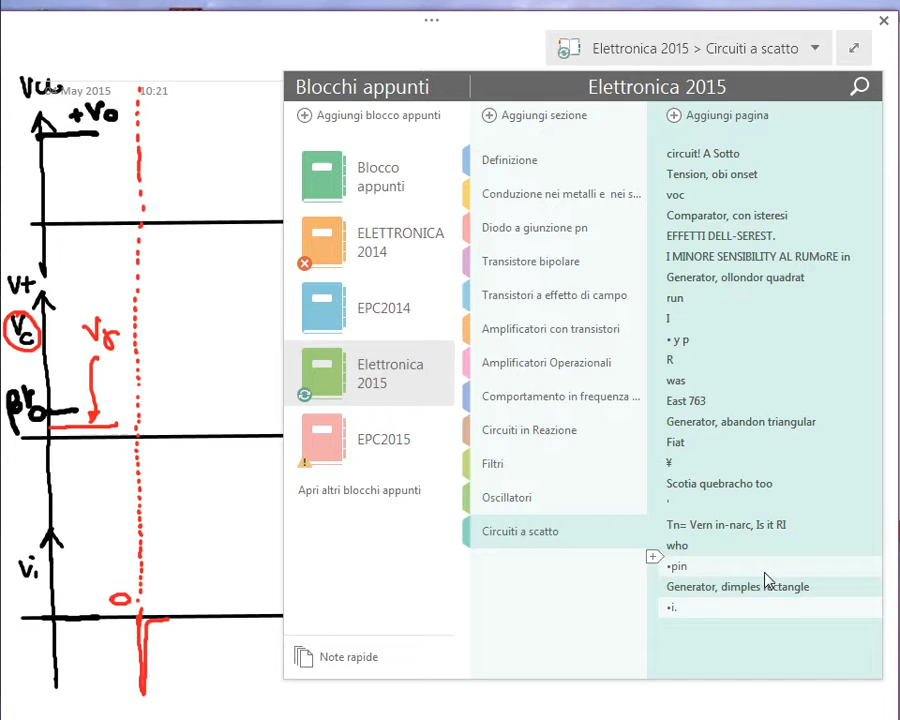 Elettronica 2015 > Circuiti a scatto
Vcc
May 2015 10:21
+Vo
V+
Vc
Vγ
βVo
Vi
0
Blocchi appunti
Aggiungi blocco appunti
Blocco
appunti
ELETTRONICA
2014
EPC2014
Elettronica
2015
EPC2015
Apri altri blocchi appunti
Note rapide
Elettronica 2015
Aggiungi sezione
Definizione
Conduzione nei metalli e nei s...
Diodo a giunzione pn
Transistore bipolare
Transistori a effetto di campo
Amplificatori con transistori
Amplificatori Operazionali
Comportamento in frequenza ...
Circuiti in Reazione
Filtri
Oscillatori
Circuiti a scatto
Aggiungi pagina
circuit! A Sotto
Tension, obi onset
voc
Comparator, con isteresi
EFFETTI DELL-SEREST.
I MINORE SENSIBILITY AL RUMoRE in
Generator, ollondor quadrat
run
I
• y p
R
was
East 763
Generator, abandon triangular
Fiat
¥
Scotia quebracho too
'
Tn= Vern in-narc, Is it RI
who
•pin
Generator, dimples rectangle
•i.